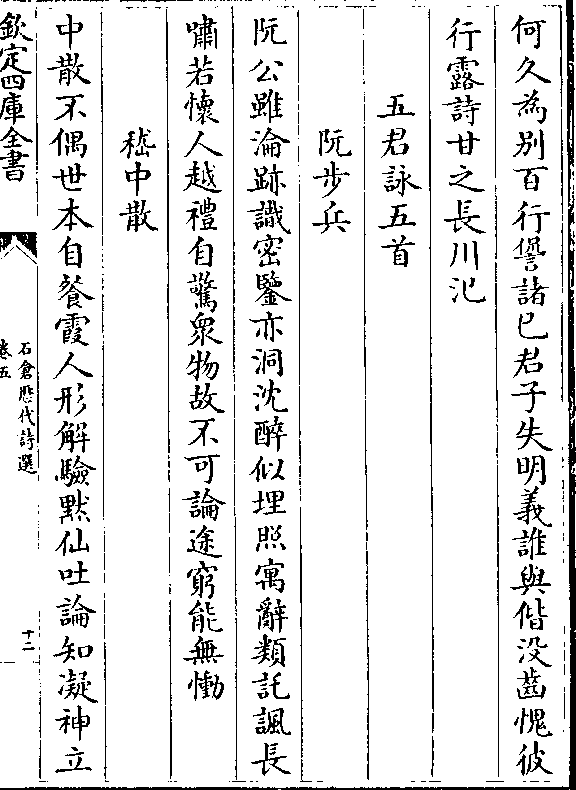 何久為別百行諐諸己君子失明義誰與偕没齒愧彼
行露詩甘之長川汜
五君詠五首
阮步兵
阮公雖淪跡識密鑒亦洞沈醉似埋照寓辭類託諷長
嘯若懷人越禮自驚衆物故不可論途窮能無慟
嵇中散
中散不偶世本自餐霞人形解驗黙仙吐論知凝神立
欽定四庫全書
石倉歴代詩選
卷五
十二